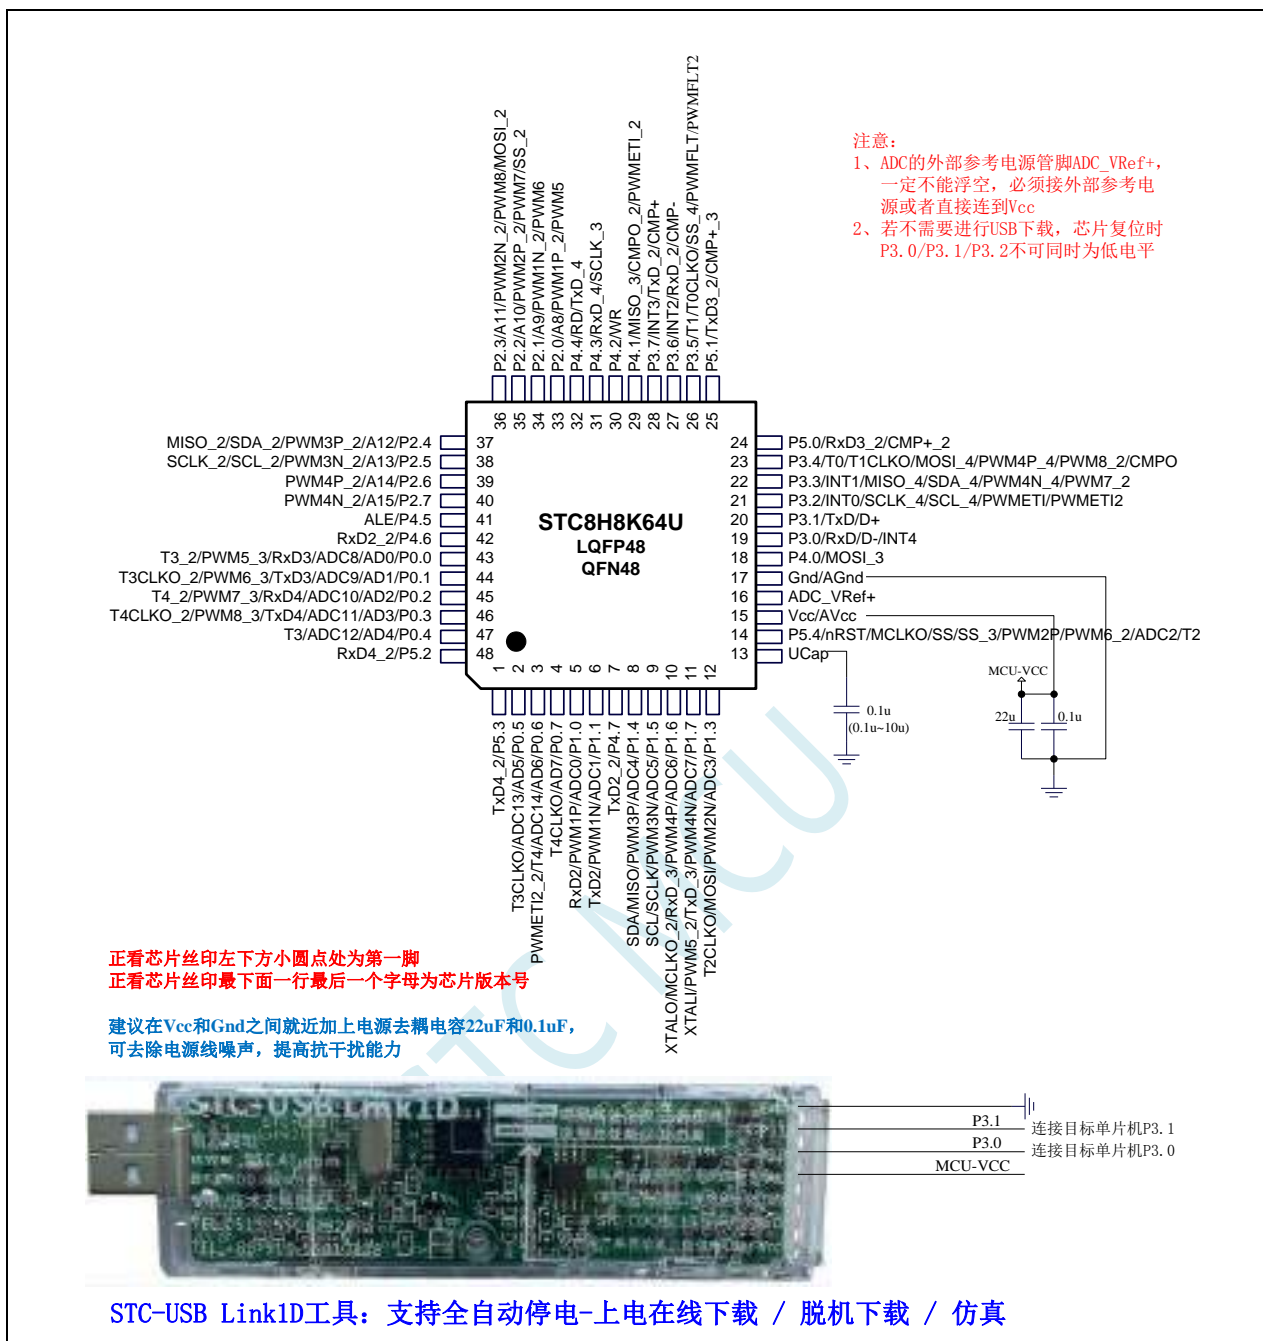 P2.3/A11/PWM2N_2/PWM8/MOSI_2
P2.2/A10/PWM2P_2/PWM7/SS_2
P2.1/A9/PWM1N_2/PWM6
P2.0/A8/PWM1P_2/PWM5
P4.4/RD/TxD_4
P4.3/RxD_4/SCLK_3
P4.2/WR
P4.1/MISO_3/CMPO_2/PWMETI_2
P3.7/INT3/TxD_2/CMP+
P3.6/INT2/RxD_2/CMP-
P3.5/T1/T0CLKO/SS_4/PWMFLT/PWMFLT2
P5.1/TxD3_2/CMP+_3
注意：
1、ADC的外部参考电源管脚ADC_VRef+，
一定不能浮空，必须接外部参考电
源或者直接连到Vcc
2、若不需要进行USB下载，芯片复位时
P3.0/P3.1/P3.2不可同时为低电平
36 35 34 33 32 31 30 29 28 27 26 25
MISO_2/SDA_2/PWM3P_2/A12/P2.4 37
SCLK_2/SCL_2/PWM3N_2/A13/P2.5 38
PWM4P_2/A14/P2.6 39
PWM4N_2/A15/P2.7 40
ALE/P4.5 41
RxD2_2/P4.6 42
T3_2/PWM5_3/RxD3/ADC8/AD0/P0.0 43
T3CLKO_2/PWM6_3/TxD3/ADC9/AD1/P0.1 44
T4_2/PWM7_3/RxD4/ADC10/AD2/P0.2 45
T4CLKO_2/PWM8_3/TxD4/ADC11/AD3/P0.3 46
T3/ADC12/AD4/P0.4 47
RxD4_2/P5.2 48
STC8H8K64U
LQFP48
QFN48
24 P5.0/RxD3_2/CMP+_2
23 P3.4/T0/T1CLKO/MOSI_4/PWM4P_4/PWM8_2/CMPO
22 P3.3/INT1/MISO_4/SDA_4/PWM4N_4/PWM7_2
21 P3.2/INT0/SCLK_4/SCL_4/PWMETI/PWMETI2
20 P3.1/TxD/D+
19 P3.0/RxD/D-/INT4
18 P4.0/MOSI_3
17 Gnd/AGnd
16 ADC_VRef+
15 Vcc/AVcc
14 P5.4/nRST/MCLKO/SS/SS_3/PWM2P/PWM6_2/ADC2/T2
13 UCap
1 2 3 4 5 6 7 8 9 10 11 12
TxD4_2/P5.3
T3CLKO/ADC13/AD5/P0.5
PWMETI2_2/T4/ADC14/AD6/P0.6
T4CLKO/AD7/P0.7
RxD2/PWM1P/ADC0/P1.0
TxD2/PWM1N/ADC1/P1.1
TxD2_2/P4.7
SDA/MISO/PWM3P/ADC4/P1.4
SCL/SCLK/PWM3N/ADC5/P1.5
XTALO/MCLKO_2/RxD_3/PWM4P/ADC6/P1.6
XTALI/PWM5_2/TxD_3/PWM4N/ADC7/P1.7
T2CLKO/MOSI/PWM2N/ADC3/P1.3
MCU-VCC
0.1u
(0.1u~10u)
22u
0.1u
STC MCU
正看芯片丝印左下方小圆点处为第一脚
正看芯片丝印最下面一行最后一个字母为芯片版本号
建议在Vcc和Gnd之间就近加上电源去耦电容22uF和0.1uF，
可去除电源线噪声，提高抗干扰能力
STC-USB Link1D
P3.1 连接目标单片机P3.1
P3.0 连接目标单片机P3.0
MCU-VCC
STC-USB Link1D工具：支持全自动停电-上电在线下载 / 脱机下载 / 仿真